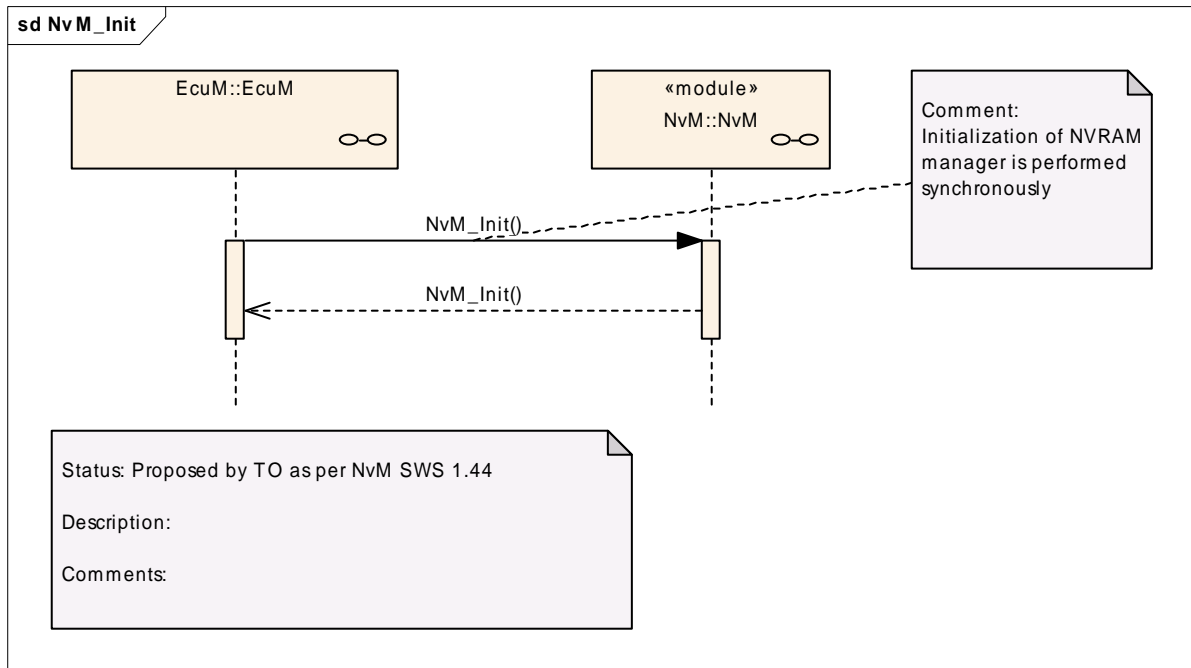 sd NvM_Init
EcuM::EcuM
«module»
NvM::NvM
Comment:
Initialization of NVRAM
manager is performed
synchronously
NvM_Init()
NvM_Init()
Status: Proposed by TO as per NvM SWS 1.44
Description:
Comments: